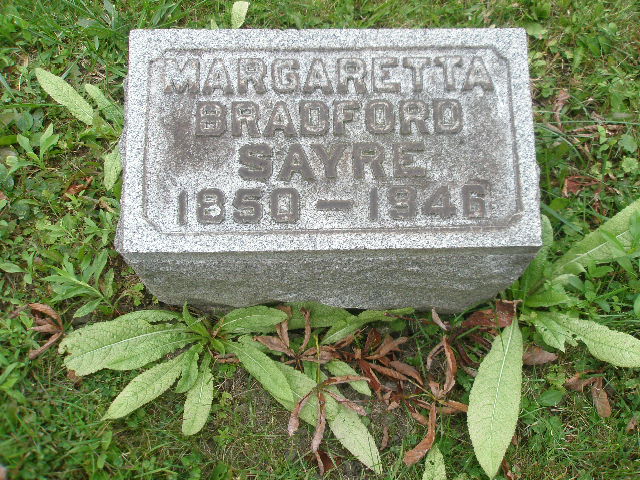 MARGARETTA
BRADFORD
SAYRE
1850 — 1946